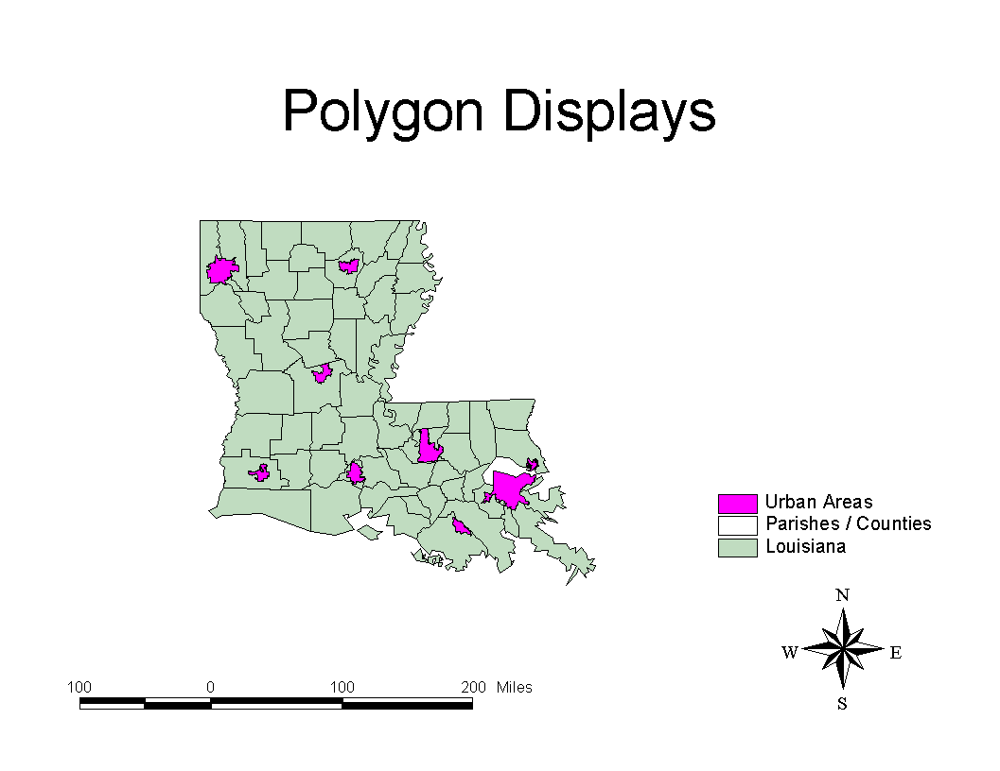 Polygon Displays
Urban Areas
Parishes / Counties
Louisiana
N
W E
S
100 0 100 200 Miles